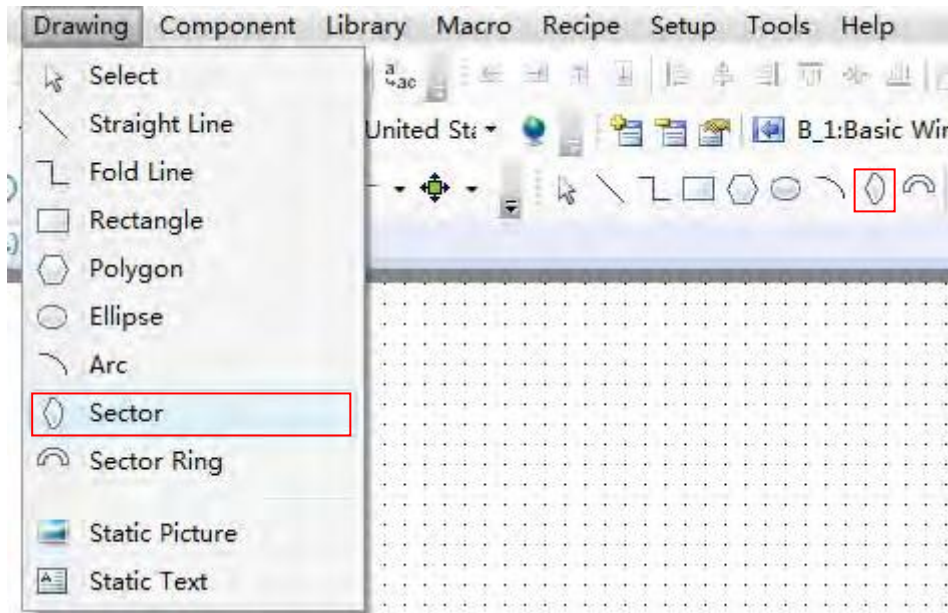 Drawing Component Library Macro Recipe Setup Tools Help
Select
Straight Line
United Sta
B_1:Basic Wir
Fold Line
Rectangle
Polygon
Ellipse
Arc
Sector
Sector Ring
Static Picture
Static Text